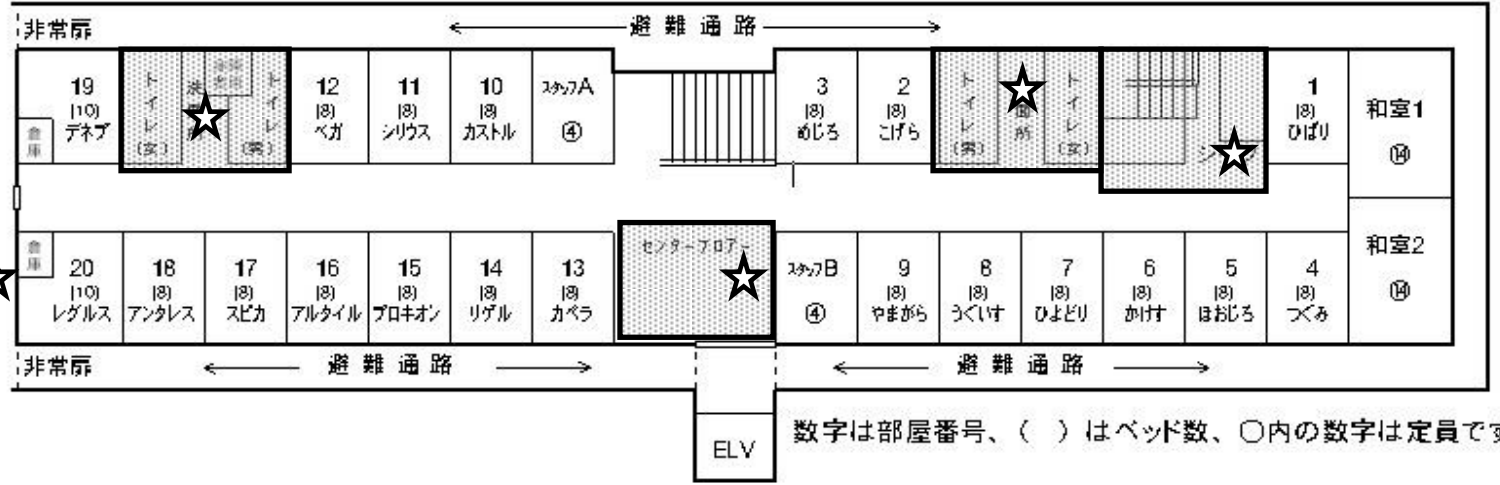 非常扉
避難通路
19
(10)
デネブ
倉庫
トイレ
(女)
トイレ
(男)
12
(8)
ベガ
11
(8)
シリウス
10
(8)
カストル
スタッフA
④
3
(8)
めじろ
2
(8)
こげら
トイレ
(男)
トイレ
(女)
1
(8)
ひばり
和室1
⑭
倉庫
20
(10)
レグルス
18
(8)
アンタレス
17
(8)
スピカ
16
(8)
アルタイル
15
(8)
プロキオン
14
(8)
リゲル
13
(8)
カペラ
センターフロアー
スタッフB
④
9
(8)
やまがら
8
(8)
うぐいす
7
(8)
ひよどり
6
(8)
かけす
5
(8)
ほおじろ
4
(8)
つぐみ
和室2
⑭
非常扉
避難通路
避難通路
ELV
数字は部屋番号、( )はベッド数、○内の数字は定員です